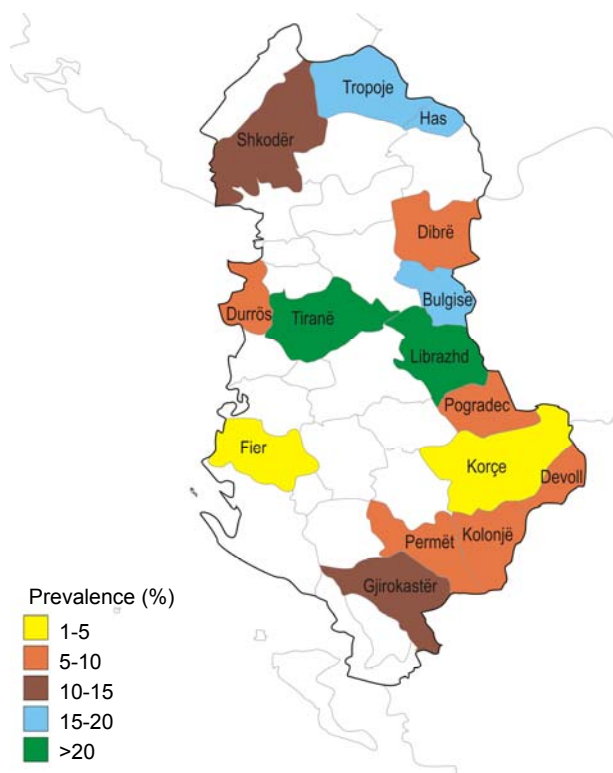 Tropoje
Has
Shkodër
Dibrë
Bulgise
Durrös
Tiranë
Librazhd
Pogradec
Fier
Korçe
Devoll
Kolonjë
Permët
Gjirokastër
Prevalence (%)
1-5
5-10
10-15
15-20
>20